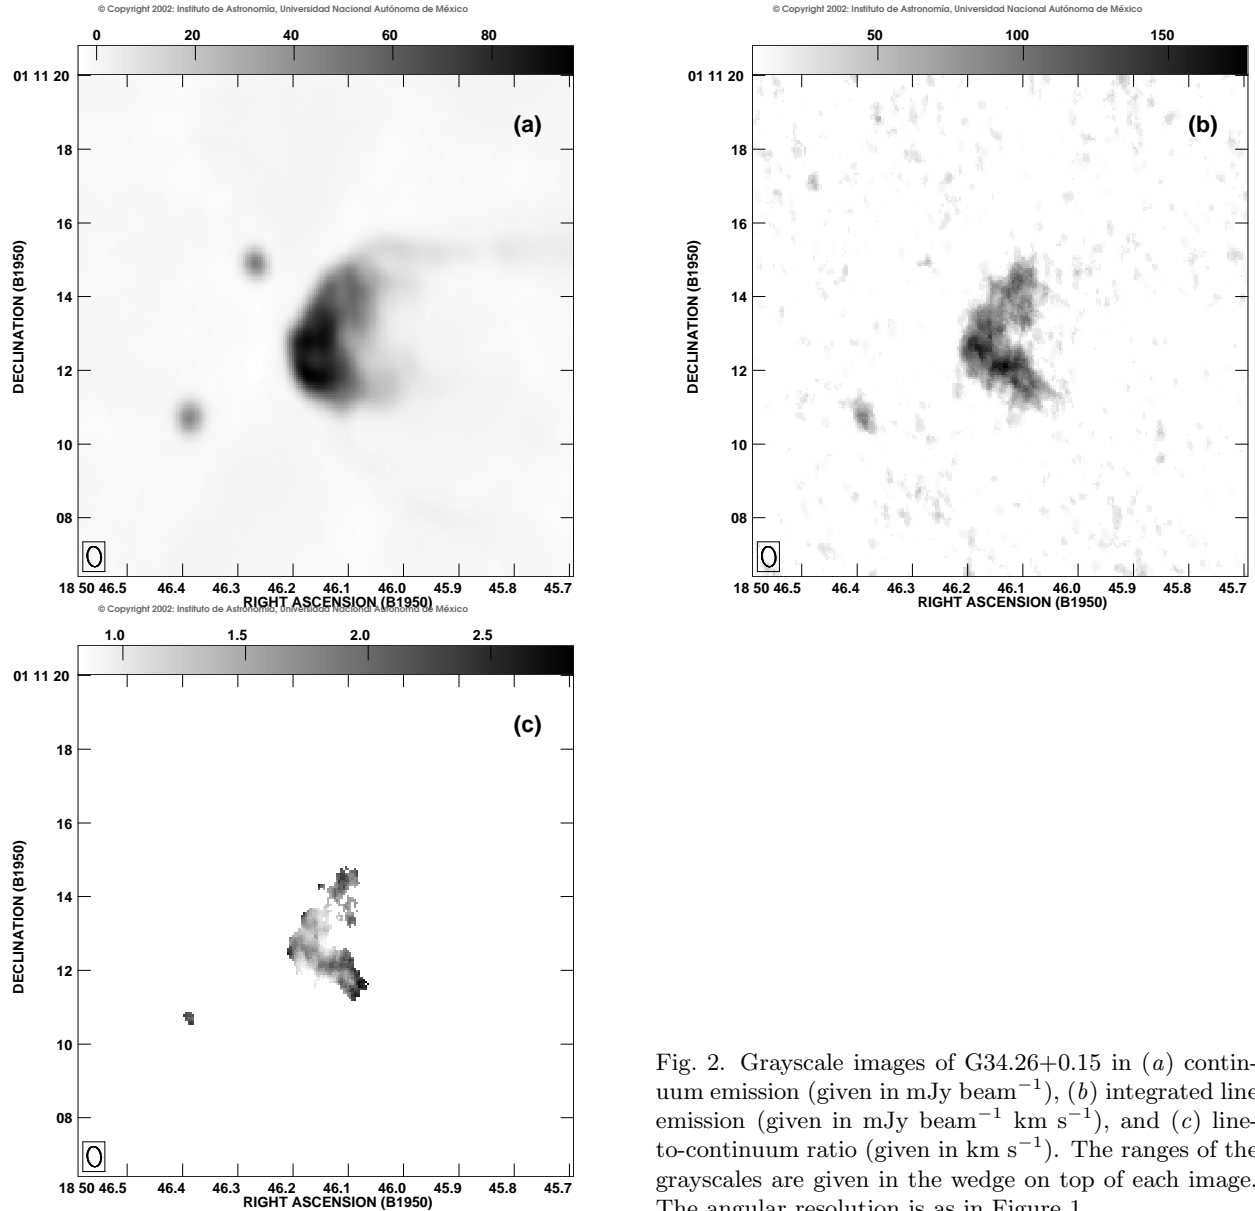 © Copyright 2002: Instituto de Astronomía, Universidad Nacional Autónoma de México
0 20 40 60 80
01 11 20
(a)
18
16
14
12
10
08
DECLINATION (B1950)
18 50 46.5 46.4 46.3 46.2 46.1 46.0 45.9 45.8 45.7
RIGHT ASCENSION (B1950)
© Copyright 2002: Instituto de Astronomía, Universidad Nacional Autónoma de México
50 100 150
01 11 20
(b)
18
16
14
12
10
08
DECLINATION (B1950)
18 50 46.5 46.4 46.3 46.2 46.1 46.0 45.9 45.8 45.7
RIGHT ASCENSION (B1950)
© Copyright 2002: Instituto de Astronomía, Universidad Nacional Autónoma de México
1.0 1.5 2.0 2.5
01 11 20
(c)
18
16
14
12
10
08
DECLINATION (B1950)
18 50 46.5 46.4 46.3 46.2 46.1 46.0 45.9 45.8 45.7
RIGHT ASCENSION (B1950)
Fig. 2. Grayscale images of G34.26+0.15 in (a) contin-
uum emission (given in mJy beam⁻¹), (b) integrated line
emission (given in mJy beam⁻¹ km s⁻¹), and (c) line-
to-continuum ratio (given in km s⁻¹). The ranges of the
grayscales are given in the wedge on top of each image.
The angular resolution is as in Figure 1.